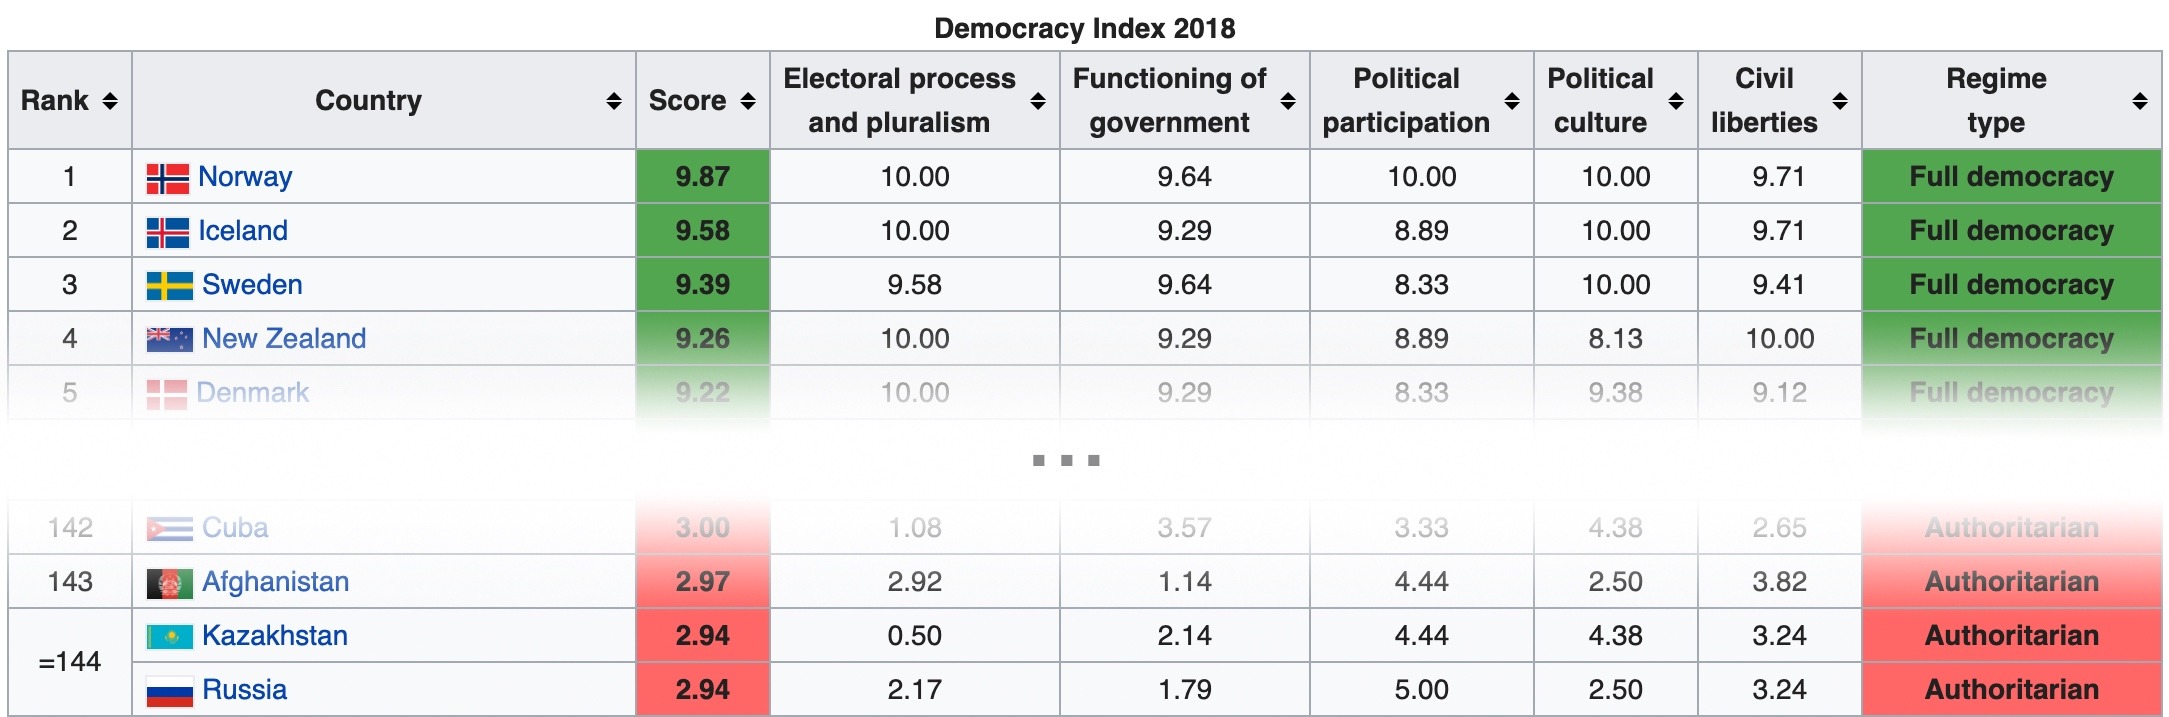 Democracy Index 2018
Rank Country Score Electoral process and pluralism Functioning of government Political participation Political culture Civil liberties Regime type
1 Norway 9.87 10.00 9.64 10.00 10.00 9.71 Full democracy
2 Iceland 9.58 10.00 9.29 8.89 10.00 9.71 Full democracy
3 Sweden 9.39 9.58 9.64 8.33 10.00 9.41 Full democracy
4 New Zealand 9.26 10.00 9.29 8.89 8.13 10.00 Full democracy
5 Denmark 9.22 10.00 9.29 8.33 9.38 9.12 Full democracy
...
142 Cuba 3.00 1.08 3.57 3.33 4.38 2.65 Authoritarian
143 Afghanistan 2.97 2.92 1.14 4.44 2.50 3.82 Authoritarian
=144 Kazakhstan 2.94 0.50 2.14 4.44 4.38 3.24 Authoritarian
Russia 2.94 2.17 1.79 5.00 2.50 3.24 Authoritarian